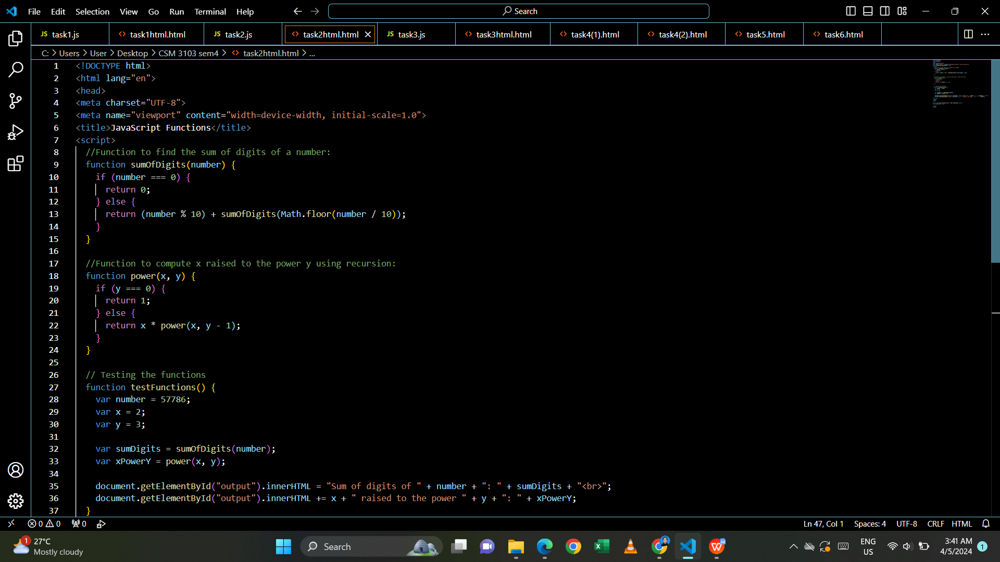 File Edit Selection View Go Run Terminal Help Search
JS task1.js <> task1html.html JS task2.js <> task2html.html JS task3.js <> task3html.html <> task4(1).html <> task4(2).html <> task5.html <> task6.html
C: > Users > User > Desktop > CSM 3103 sem4 > <> task2html.html > ...
1 <!DOCTYPE html>
2 <html lang="en">
3 <head>
4 <meta charset="UTF-8">
5 <meta name="viewport" content="width=device-width, initial-scale=1.0">
6 <title>JavaScript Functions</title>
7 <script>
8 //Function to find the sum of digits of a number:
9 function sumOfDigits(number) {
10 if (number === 0) {
11 return 0;
12 } else {
13 return (number % 10) + sumOfDigits(Math.floor(number / 10));
14 }
15 }
16
17 //Function to compute x raised to the power y using recursion:
18 function power(x, y) {
19 if (y === 0) {
20 return 1;
21 } else {
22 return x * power(x, y - 1);
23 }
24 }
25
26 // Testing the functions
27 function testFunctions() {
28 var number = 57786;
29 var x = 2;
30 var y = 3;
31
32 var sumDigits = sumOfDigits(number);
33 var xPowerY = power(x, y);
34
35 document.getElementById("output").innerHTML = "Sum of digits of " + number + ": " + sumDigits + "<br>";
36 document.getElementById("output").innerHTML += x + " raised to the power " + y + ": " + xPowerY;
37 }
0 0 0 Ln 47, Col 1 Spaces: 4 UTF-8 CRLF HTML
1 27°C
Mostly cloudy
Search
ENG
US
3:41 AM
4/5/2024
1